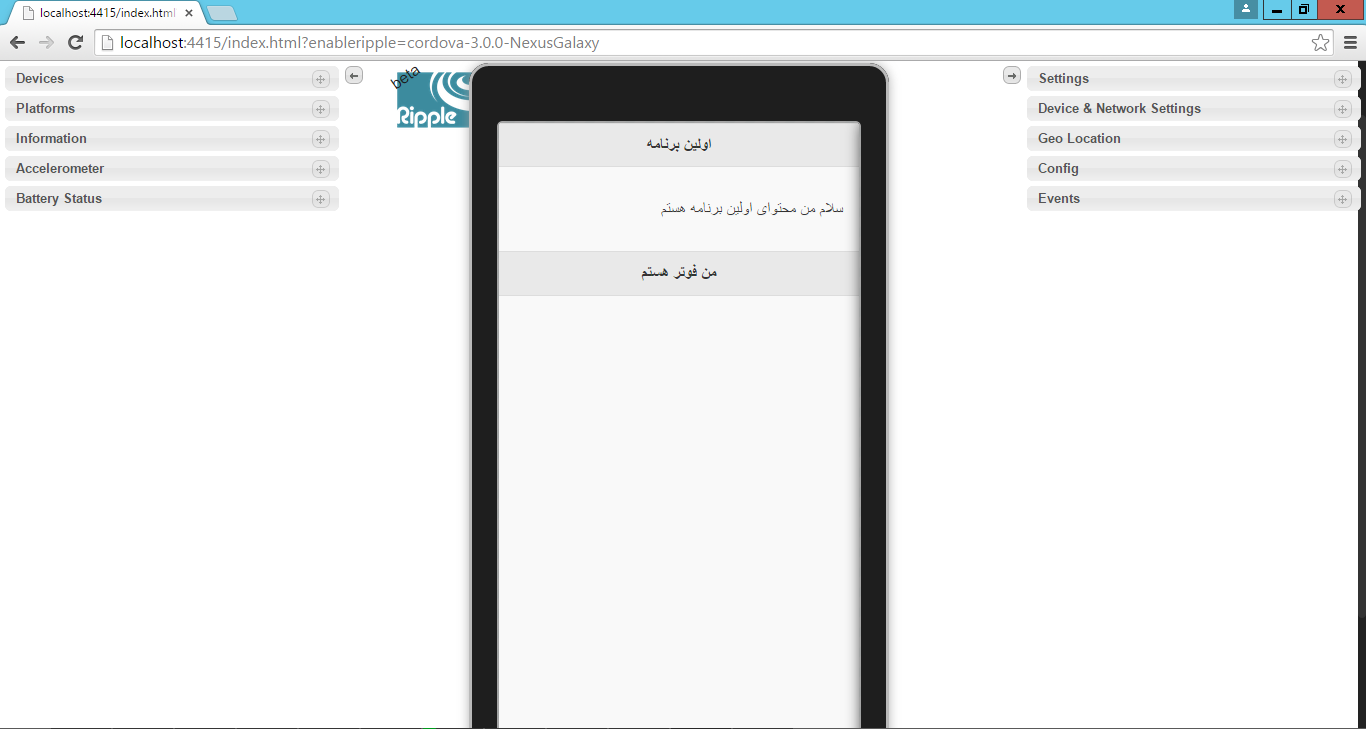 localhost:4415/index.html
localhost:4415/index.html?enableripple=cordova-3.0.0-NexusGalaxy
Devices
Platforms
Information
Accelerometer
Battery Status
beta
Ripple
اولین برنامه
سلام من محتوای اولین برنامه هستم
من فوتر هستم
Settings
Device & Network Settings
Geo Location
Config
Events